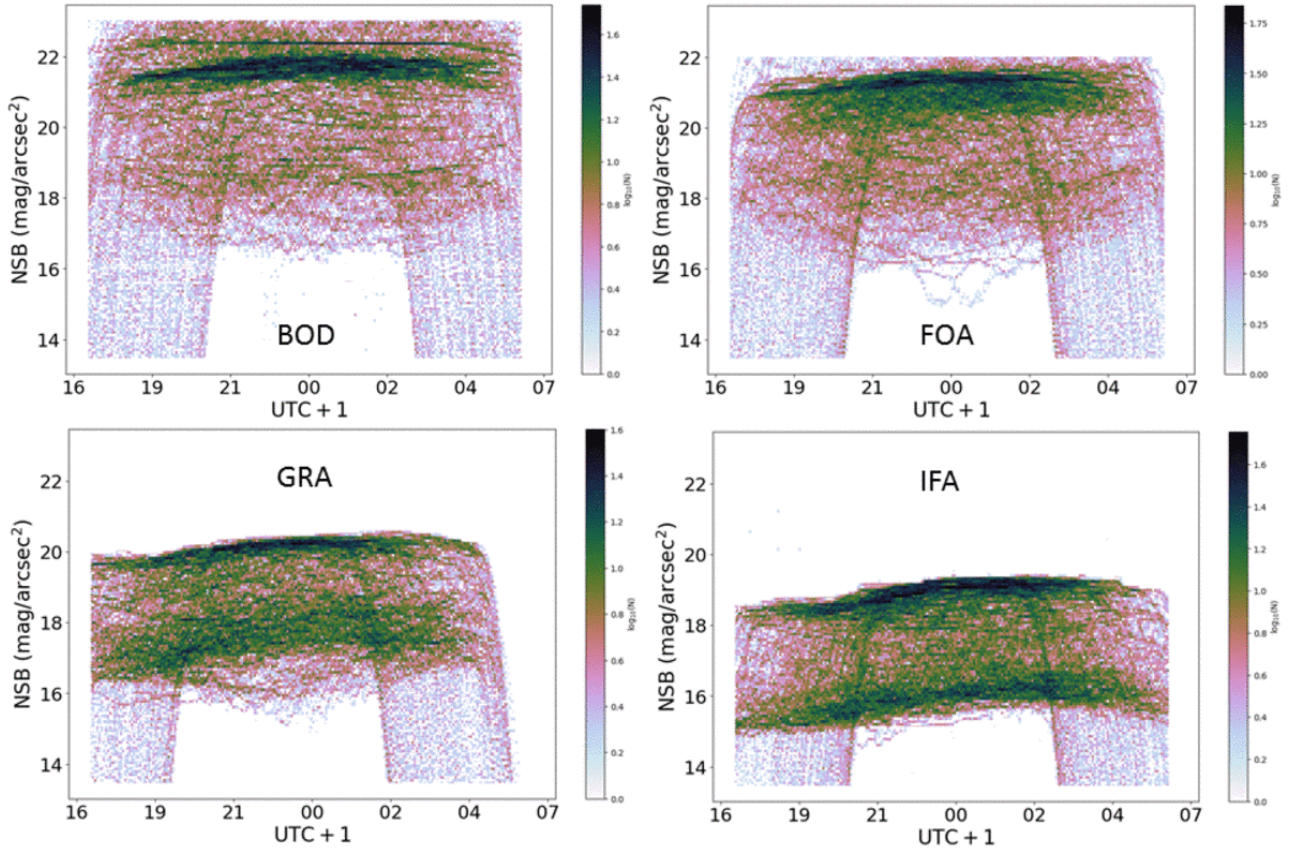 NSB (mag/arcsec²)
22
20
18
16
14
BOD
16 19 21 00 02 04 07
UTC + 1
1.6
1.4
1.2
1.0
0.8
0.6
0.4
0.2
0.0
log₁₀(N)
NSB (mag/arcsec²)
22
20
18
16
14
FOA
16 19 21 00 02 04 07
UTC + 1
1.75
1.50
1.25
1.00
0.75
0.50
0.25
0.00
log₁₀(N)
NSB (mag/arcsec²)
22
20
18
16
14
GRA
16 19 21 00 02 04 07
UTC + 1
1.6
1.4
1.2
1.0
0.8
0.6
0.4
0.2
0.0
log₁₀(N)
NSB (mag/arcsec²)
22
20
18
16
14
IFA
16 19 21 00 02 04 07
UTC + 1
1.6
1.4
1.2
1.0
0.8
0.6
0.4
0.2
0.0
log₁₀(N)